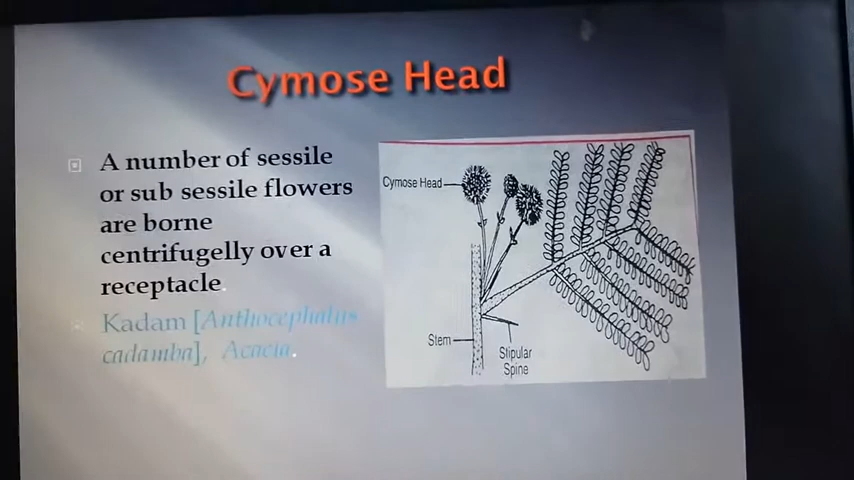 Cymose Head
A number of sessile
or sub sessile flowers
are borne
centrifugelly over a
receptacle.
Kadam [Anthocephalus
cadamba], Acacia.
Cymose Head
Stem
Stipular
Spine